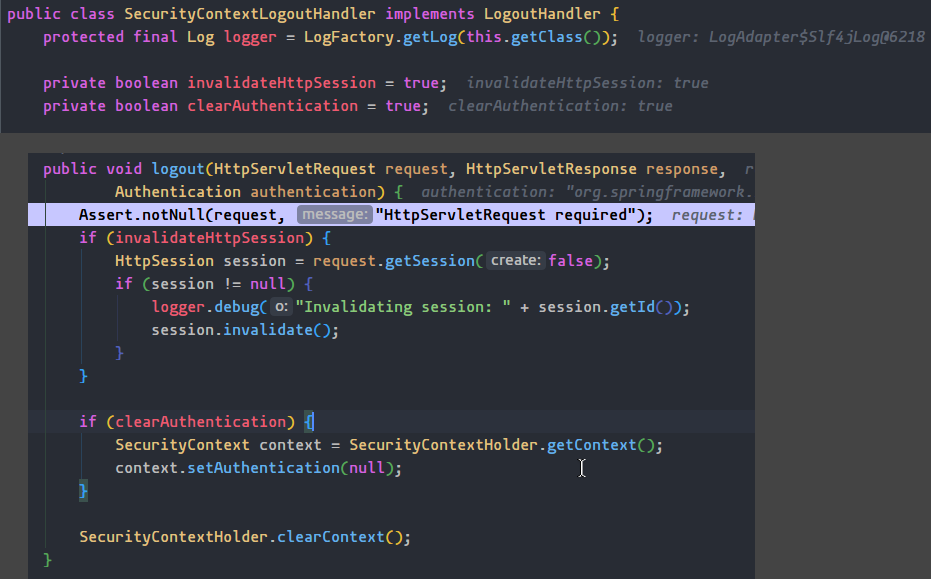 public class SecurityContextLogoutHandler implements LogoutHandler {
protected final Log logger = LogFactory.getLog(this.getClass()); logger: LogAdapter$Slf4jLog@6218
private boolean invalidateHttpSession = true; invalidateHttpSession: true
private boolean clearAuthentication = true; clearAuthentication: true
public void logout(HttpServletRequest request, HttpServletResponse response, r
Authentication authentication) { authentication: "org.springframework.
Assert.notNull(request, message: "HttpServletRequest required"); request:
if (invalidateHttpSession) {
HttpSession session = request.getSession( create: false);
if (session != null) {
logger.debug( o: "Invalidating session: " + session.getId());
session.invalidate();
}
}
if (clearAuthentication) {
SecurityContext context = SecurityContextHolder.getContext();
context.setAuthentication(null);
}
SecurityContextHolder.clearContext();
}